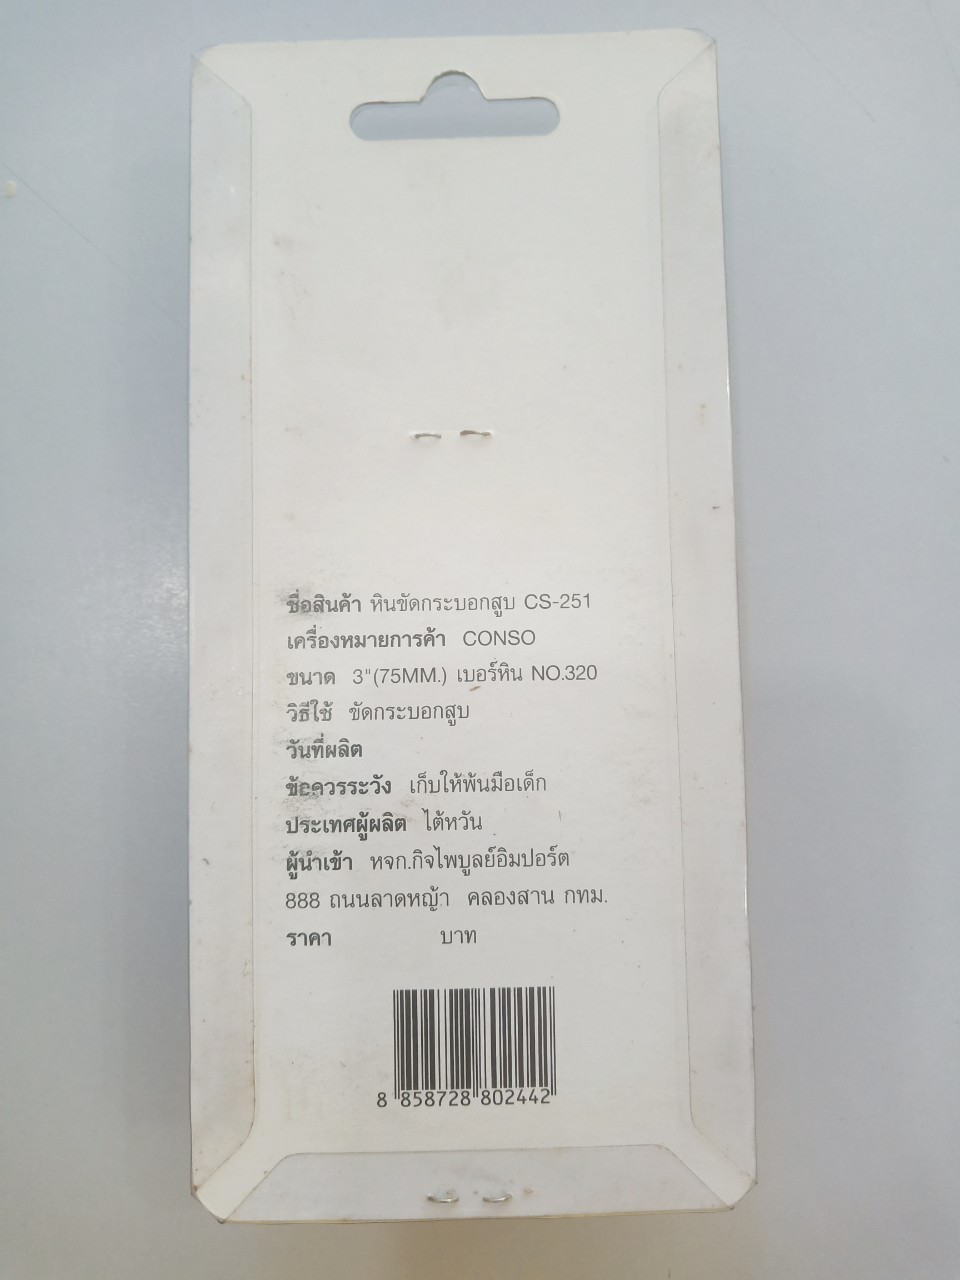 ชื่อสินค้า หินขัดกระบอกสูบ CS-251
เครื่องหมายการค้า CONSO
ขนาด 3"(75MM.) เบอร์หิน NO.320
วิธีใช้ ขัดกระบอกสูบ
วันที่ผลิต
ข้อควรระวัง เก็บให้พ้นมือเด็ก
ประเทศผู้ผลิต ไต้หวัน
ผู้นำเข้า หจก.กิจไพบูลย์อิมปอร์ต
888 ถนนลาดหญ้า คลองสาน กทม.
ราคา บาท
8 858728 802442